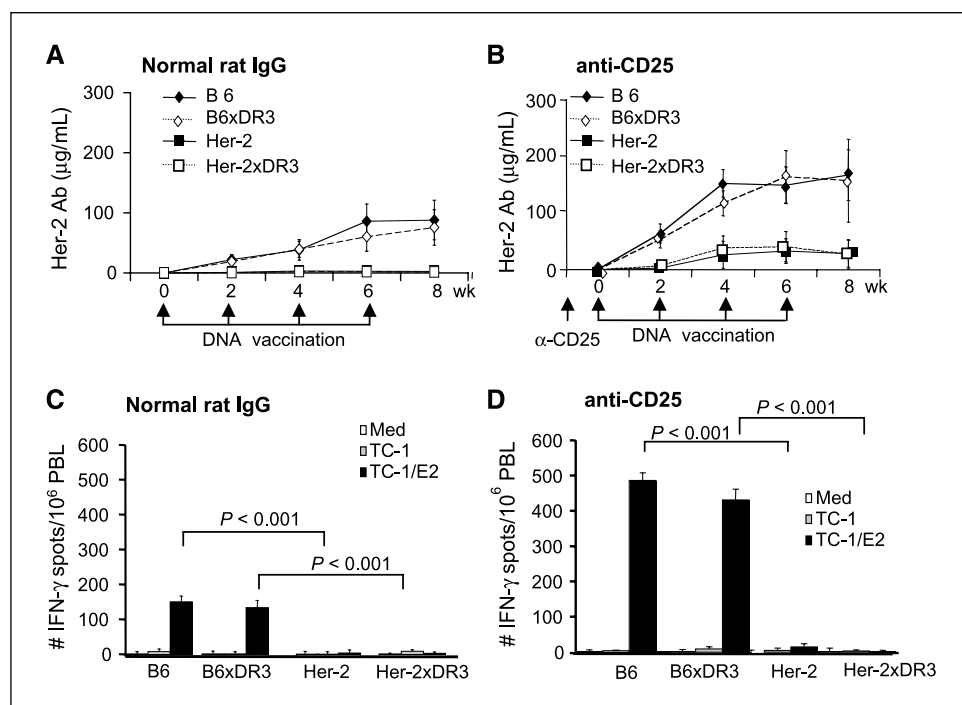 A
Normal rat IgG
300
200
100
0
Her-2 Ab (μg/mL)
B 6
B6xDR3
Her-2
Her-2xDR3
0 2 4 6 8 wk
DNA vaccination
B
anti-CD25
300
200
100
0
Her-2 Ab (μg/mL)
B 6
B6xDR3
Her-2
Her-2xDR3
0 2 4 6 8 wk
α-CD25 DNA vaccination
C
Normal rat IgG
600
500
400
300
200
100
0
# IFN-γ spots/10⁶ PBL
Med
TC-1
TC-1/E2
P < 0.001
P < 0.001
B6 B6xDR3 Her-2 Her-2xDR3
D
anti-CD25
600
500
400
300
200
100
0
# IFN-γ spots/10⁶ PBL
P < 0.001
P < 0.001
Med
TC-1
TC-1/E2
B6 B6xDR3 Her-2 Her-2xDR3